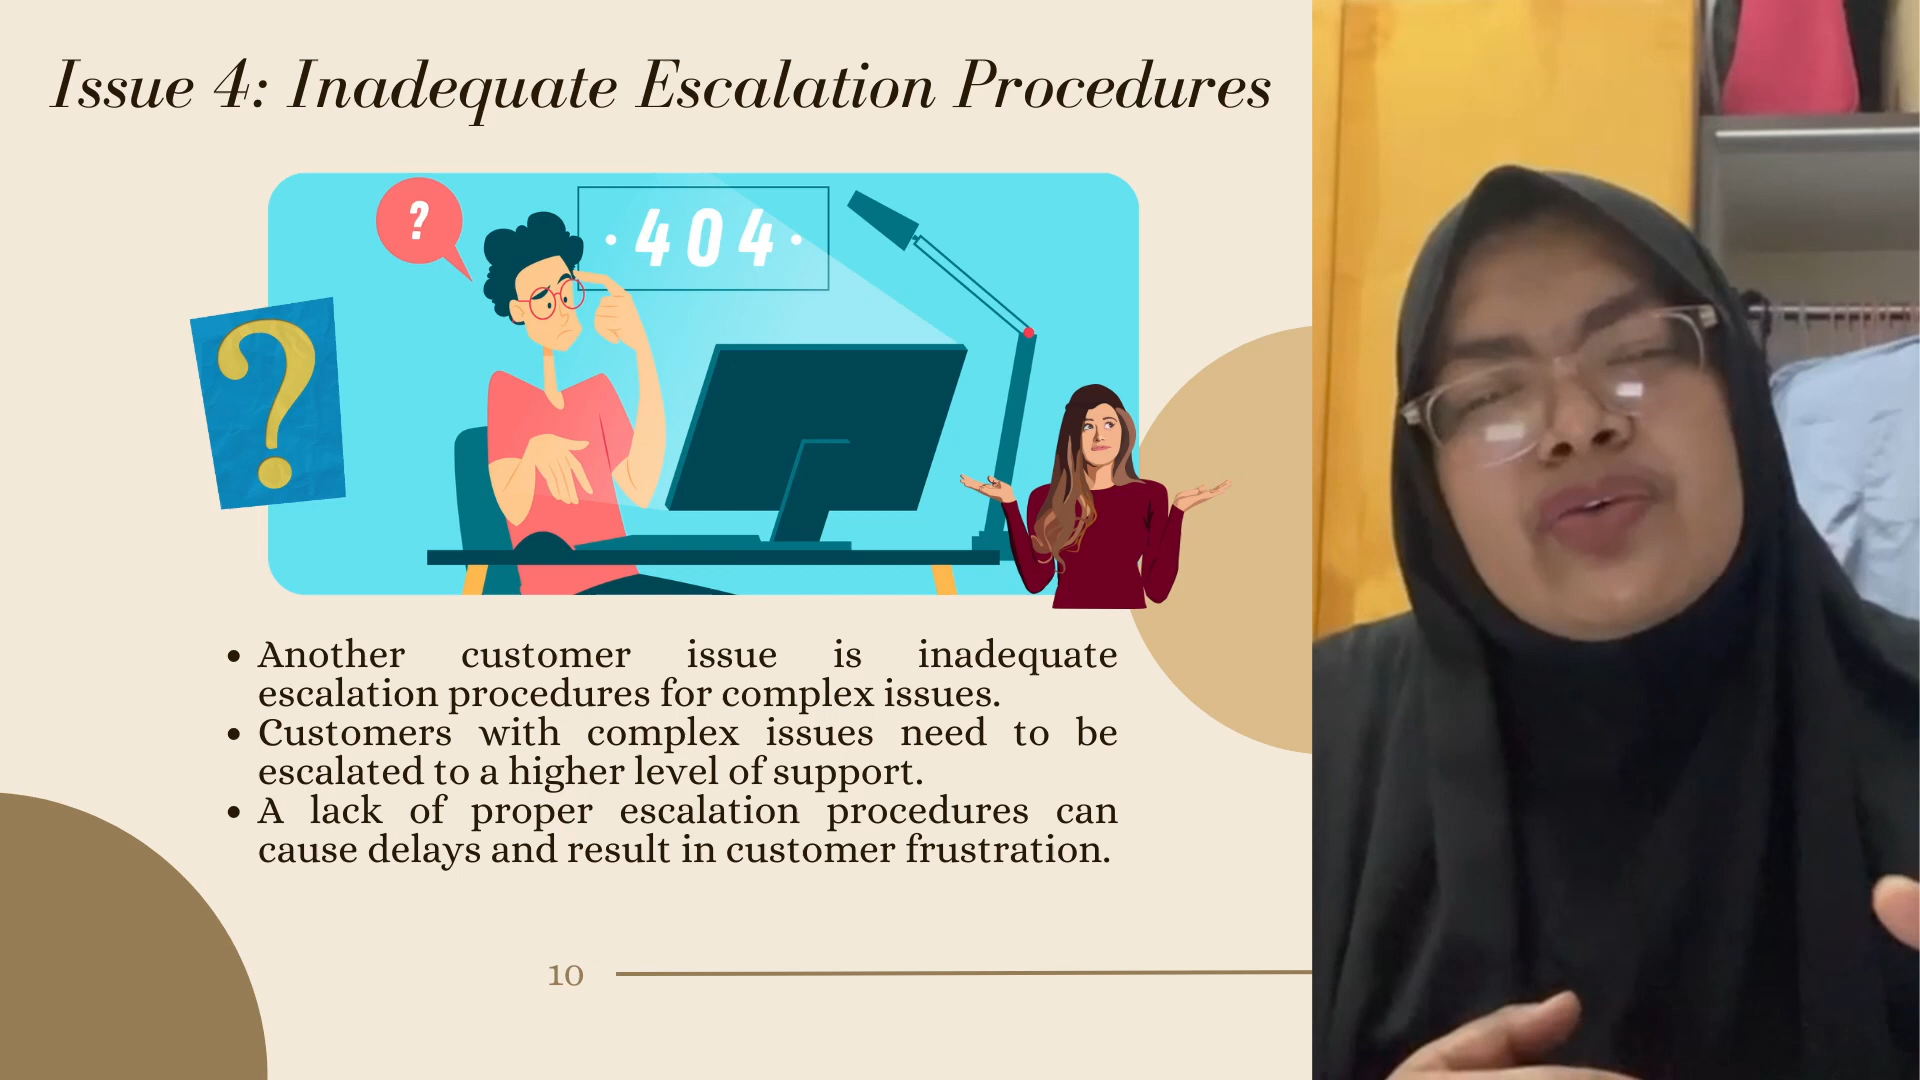 Issue 4: Inadequate Escalation Procedures
?
· 404 ·
?
• Another customer issue is inadequate
escalation procedures for complex issues.
• Customers with complex issues need to be
escalated to a higher level of support.
• A lack of proper escalation procedures can
cause delays and result in customer frustration.
10